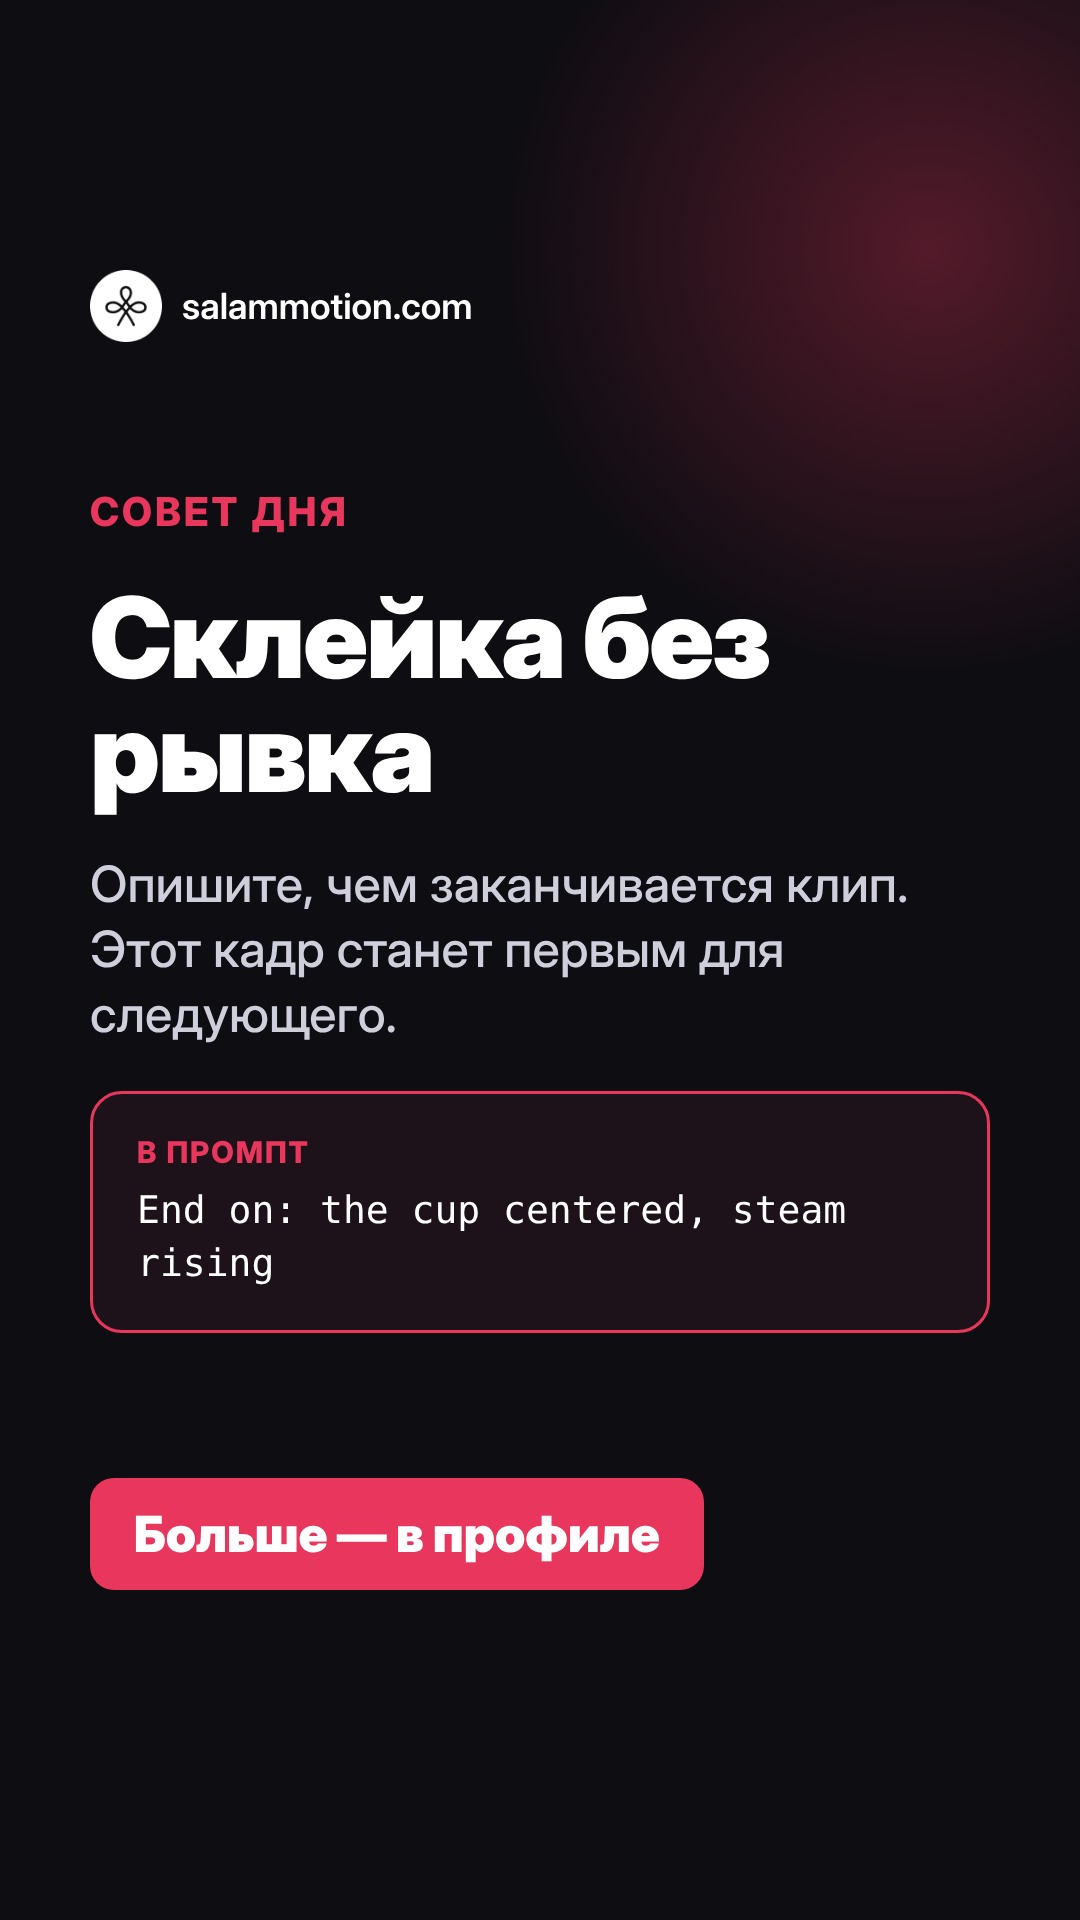 salammotion.com
СОВЕТ ДНЯ
Склейка без
рывка
Опишите, чем заканчивается клип.
Этот кадр станет первым для
следующего.
В ПРОМПТ
End on: the cup centered, steam
rising
Больше — в профиле